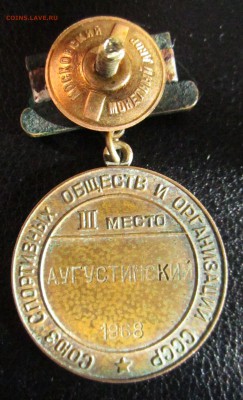 coins.lave.ru
МОСКОВСКИЙ
МОНЕТНЫЙ ДВОР
СОЮЗ СПОРТИВНЫХ ОБЩЕСТВ И ОРГАНИЗАЦИЙ СССР
III МЕСТО
АУГУСТИНСКИЙ
1968